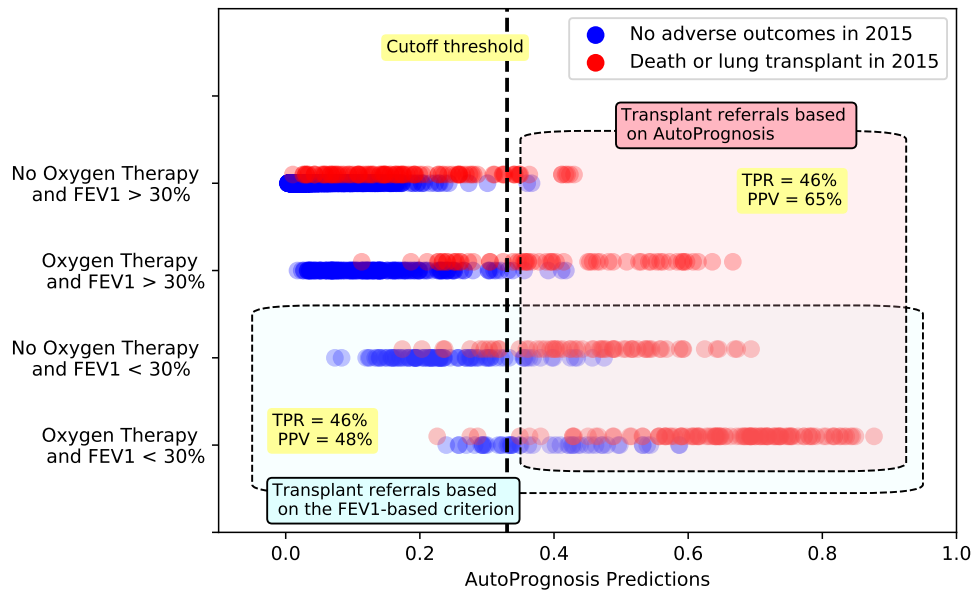 Cutoff threshold
No adverse outcomes in 2015
Death or lung transplant in 2015
Transplant referrals based
on AutoPrognosis
No Oxygen Therapy
and FEV1 > 30%
TPR = 46%
PPV = 65%
Oxygen Therapy
and FEV1 > 30%
No Oxygen Therapy
and FEV1 < 30%
TPR = 46%
PPV = 48%
Oxygen Therapy
and FEV1 < 30%
Transplant referrals based
on the FEV1-based criterion
0.0 0.2 0.4 0.6 0.8 1.0
AutoPrognosis Predictions